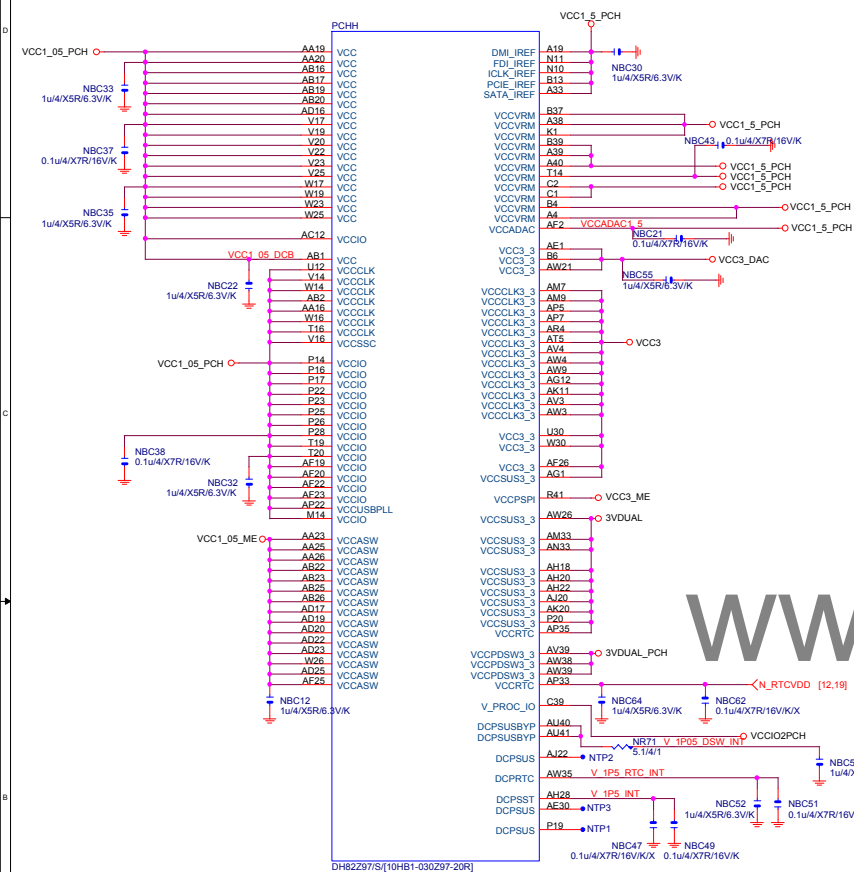 D
C
B
VCC1_5_PCH
PCHH
VCC1_05_PCH
AA19 VCC
AA20 VCC
AB16 VCC
AB17 VCC
AB19 VCC
AB20 VCC
AD16 VCC
V17 VCC
V19 VCC
V20 VCC
V22 VCC
V23 VCC
V25 VCC
W17 VCC
W19 VCC
W23 VCC
W25 VCC
AC12 VCCIO
VCC1_05_DCB AB1 VCC
U12 VCCCLK
V14 VCCCLK
W14 VCCCLK
AB2 VCCCLK
AA16 VCCCLK
W16 VCCCLK
T16 VCCCLK
V16 VCCSSC
NBC33
1u/4/X5R/6.3V/K
NBC37
0.1u/4/X7R/16V/K
NBC35
1u/4/X5R/6.3V/K
NBC22
1u/4/X5R/6.3V/K
VCC1_05_PCH
P14 VCCIO
P16 VCCIO
P17 VCCIO
P22 VCCIO
P23 VCCIO
P25 VCCIO
P26 VCCIO
P28 VCCIO
T19 VCCIO
T20 VCCIO
AF19 VCCIO
AF20 VCCIO
AF22 VCCIO
AF23 VCCIO
AP22 VCCUSBPLL
M14 VCCIO
NBC38
0.1u/4/X7R/16V/K
NBC32
1u/4/X5R/6.3V/K
VCC1_05_ME
AA23 VCCASW
AA25 VCCASW
AA26 VCCASW
AB22 VCCASW
AB23 VCCASW
AB25 VCCASW
AB26 VCCASW
AD17 VCCASW
AD19 VCCASW
AD20 VCCASW
AD22 VCCASW
AD23 VCCASW
W26 VCCASW
AD25 VCCASW
AF25 VCCASW
NBC12
1u/4/X5R/6.3V/K
DMI_IREF A19
FDI_IREF N11
ICLK_IREF N10
PCIE_IREF B13
SATA_IREF A33
NBC30
1u/4/X5R/6.3V/K
VCCVRM B37
VCCVRM A38
VCCVRM K1
VCCVRM B39
VCCVRM A39
VCCVRM A40
VCCVRM T14
VCCVRM C2
VCCVRM C1
VCCVRM B4
VCCVRM A4
VCCADAC AF2 VCCADAC1_5
VCC1_5_PCH
NBC43 0.1u/4/X7R/16V/K
VCC1_5_PCH
VCC1_5_PCH
VCC1_5_PCH
VCC1_5_PCH
VCC1_5_PCH
NBC21
0.1u/4/X7R/16V/K
VCC3_3 AE1
VCC3_3 B6
VCC3_3 AW21
VCC3_DAC
NBC55
1u/4/X5R/6.3V/K
VCCCLK3_3 AM7
VCCCLK3_3 AM9
VCCCLK3_3 AP5
VCCCLK3_3 AP7
VCCCLK3_3 AR4
VCCCLK3_3 AT5
VCCCLK3_3 AV4
VCCCLK3_3 AW4
VCCCLK3_3 AW9
VCCCLK3_3 AG12
VCCCLK3_3 AK11
VCCCLK3_3 AV3
VCCCLK3_3 AW3
VCC3
VCC3_3 U30
VCC3_3 W30
VCC3_3 AF26
VCCSUS3_3 AG1
VCCPSPI R41 VCC3_ME
VCCSUS3_3 AW26 3VDUAL
VCCSUS3_3 AM33
VCCSUS3_3 AN33
VCCSUS3_3 AH18
VCCSUS3_3 AH20
VCCSUS3_3 AH22
VCCSUS3_3 AJ20
VCCSUS3_3 AK20
VCCSUS3_3 P20
VCCRTC AP35
VCCPDSW3_3 AV39 3VDUAL_PCH
VCCPDSW3_3 AW38
VCCPDSW3_3 AW39
VCCRTC AP33
N_RTCVDD [12,19]
V_PROC_IO C39
NBC64
1u/4/X5R/6.3V/K
NBC62
0.1u/4/X7R/16V/K/X
VCCIO2PCH
DCPSUSBYP AU40
DCPSUSBYP AU41
NR71 V_1P05_DSW_INT
5.1/4/1
DCPSUS AJ22 NTP2
DCPRTC AW35 V_1P5_RTC_INT
DCPSST AH28 V_1P5_INT
DCPSUS AE30 NTP3
DCPSUS P19 NTP1
NBC52
1u/4/X5R/6.3V/K
NBC51
0.1u/4/X7R/16V
NBC5
1u/4/X
NBC47
0.1u/4/X7R/16V/K/X
NBC49
0.1u/4/X7R/16V/K
DH82Z97/S/[10HB1-030Z97-20R]